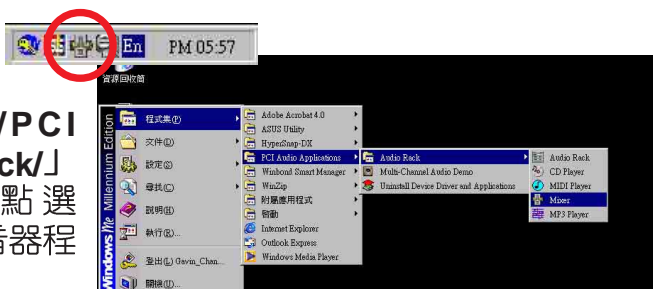 En PM 05:57
資源回收筒
/PCI
ck/」
點 選
音器程
Windows Me Millennium Edition
程式集(P)
文件(D)
設定(S)
尋找(C)
說明(H)
執行(R)...
登出(L) Gavin_Chan...
關機(U)...
Adobe Acrobat 4.0
ASUS Utility
HyperSnap-DX
PCI Audio Applications
Winbond Smart Manager
WinZip
附屬應用程式
啟動
Internet Explorer
Outlook Express
Windows Media Player
Audio Rack
Multi-Channel Audio Demo
Uninstall Device Driver and Applications
Audio Rack
CD Player
MIDI Player
Mixer
MP3 Player